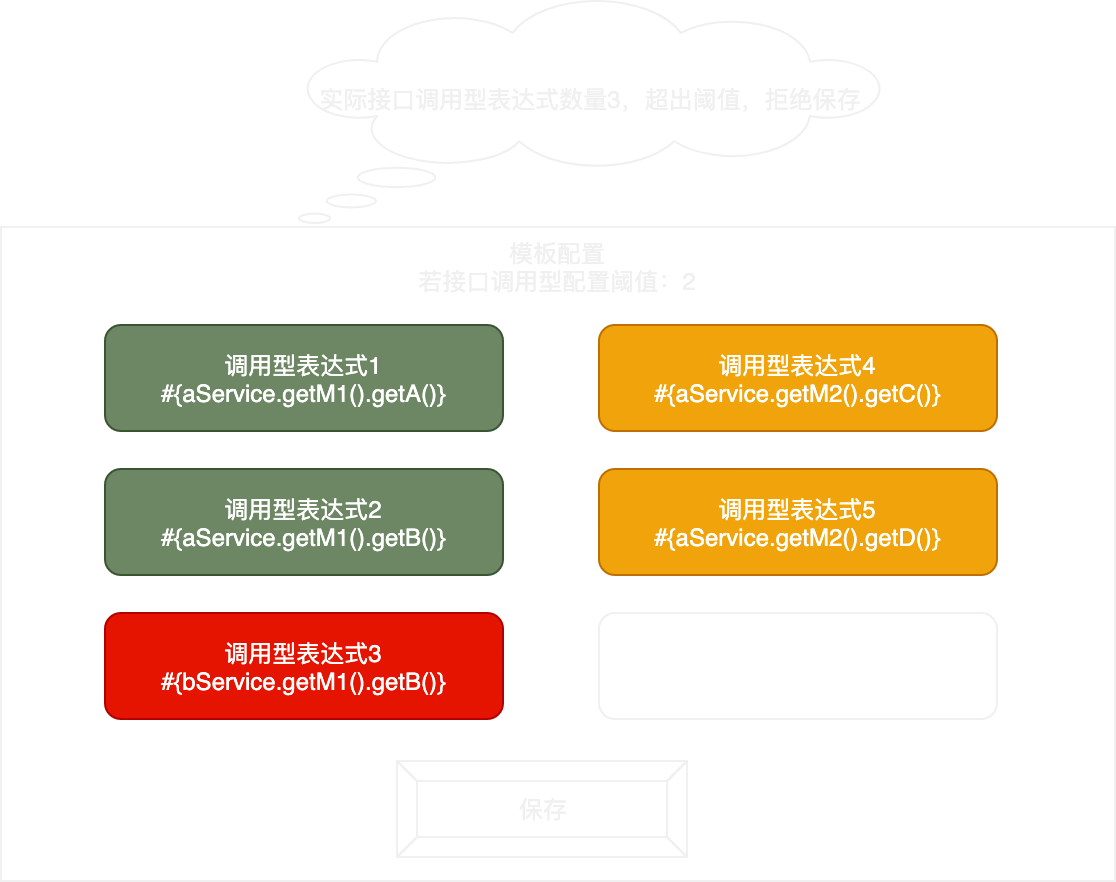 实际接口调用型表达式数量3，超出阈值，拒绝保存
模板配置
若接口调用型配置阈值：2
调用型表达式1
#{aService.getM1().getA()}
调用型表达式4
#{aService.getM2().getC()}
调用型表达式2
#{aService.getM1().getB()}
调用型表达式5
#{aService.getM2().getD()}
调用型表达式3
#{bService.getM1().getB()}
保存